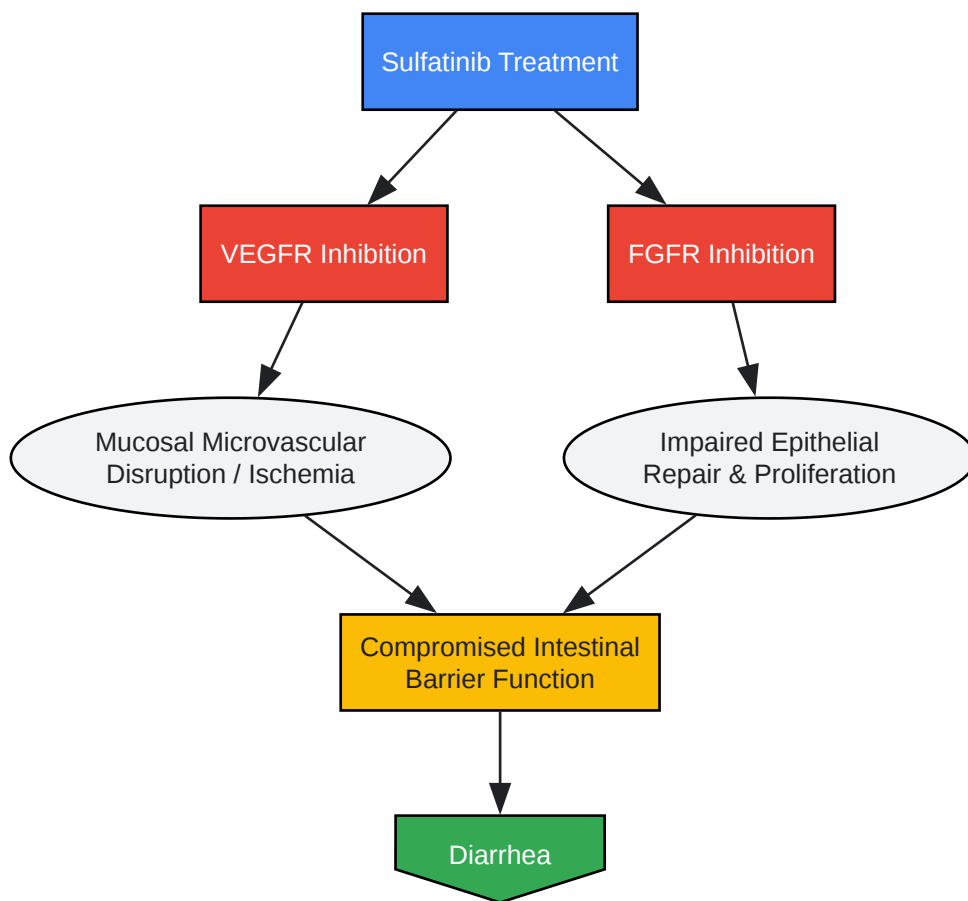 Sulfatinib Treatment
VEGFR Inhibition
FGFR Inhibition
Mucosal Microvascular
Disruption / Ischemia
Impaired Epithelial
Repair & Proliferation
Compromised Intestinal
Barrier Function
Diarrhea